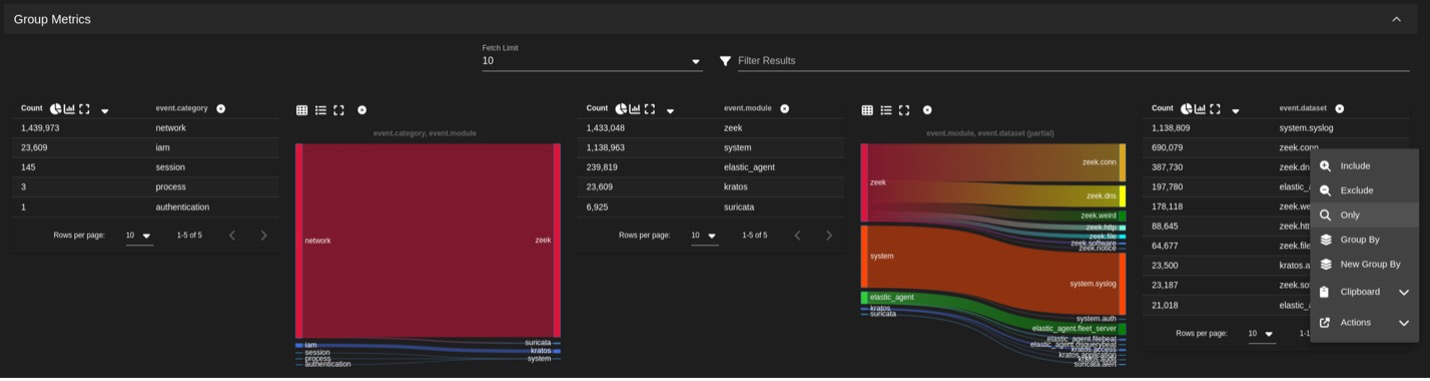 Group Metrics
Fetch Limit
10
Filter Results
Count event.category
1,439,973 network
23,609 iam
145 session
3 process
1 authentication
Rows per page: 10 1-5 of 5
event.category, event.module
network
zeek
iam
session
process
authentication
suricata
kratos
system
Count event.module
1,433,048 zeek
1,138,963 system
239,819 elastic_agent
23,609 kratos
6,925 suricata
Rows per page: 10 1-5 of 5
event.module, event.dataset (partial)
zeek
system
elastic_agent
kratos
suricata
zeek.conn
zeek.dns
zeek.weird
zeek.http
zeek.file
zeek.software
zeek.notice
system.syslog
system.auth
elastic_agent.fleet_server
elastic_agent.filebeat
elastic_agent.osquerybeat
kratos.access
kratos.application
kratos.audit
suricata.alert
Count event.dataset
1,138,809 system.syslog
690,079 zeek.conn
387,730 zeek.dn
197,780 elastic_a
178,118 zeek.we
88,645 zeek.htt
64,677 zeek.file
23,500 kratos.a
23,187 zeek.so
21,018 elastic_a
Rows per page: 10 1-1
Include
Exclude
Only
Group By
New Group By
Clipboard
Actions